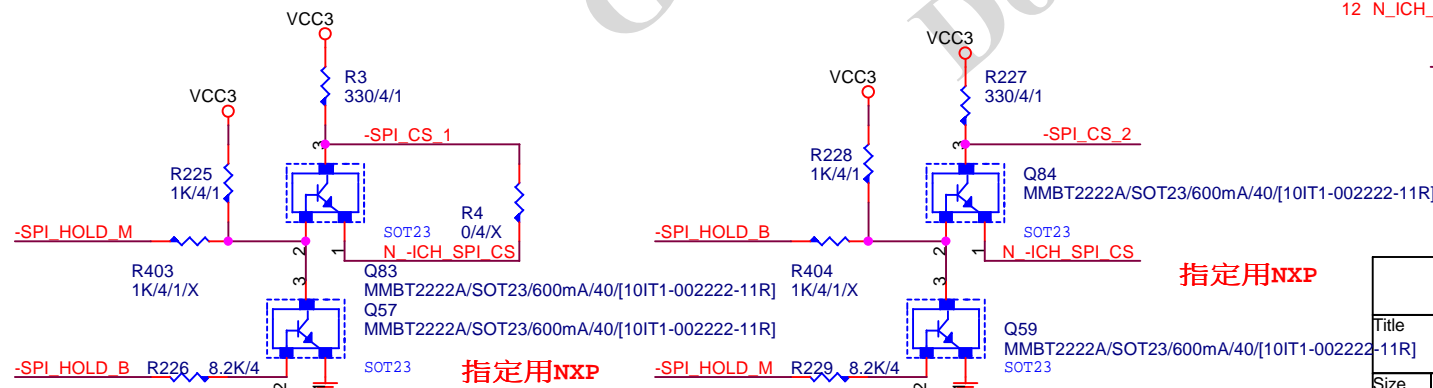 12 N_ICH_
VCC3
R3
330/4/1
VCC3
-SPI_CS_1
3
R225
1K/4/1
R4
0/4/X
-SPI_HOLD_M
SOT23
2
1
N_-ICH_SPI_CS
R403
1K/4/1/X
Q83
MMBT2222A/SOT23/600mA/40/[10IT1-002222-11R]
3
Q57
MMBT2222A/SOT23/600mA/40/[10IT1-002222-11R]
-SPI_HOLD_B
R226
8.2K/4
SOT23
2
指定用NXP
VCC3
R227
330/4/1
VCC3
-SPI_CS_2
3
R228
1K/4/1
Q84
MMBT2222A/SOT23/600mA/40/[10IT1-002222-11R]
-SPI_HOLD_B
SOT23
2
1
N_-ICH_SPI_CS
R404
1K/4/1/X
指定用NXP
3
Q59
MMBT2222A/SOT23/600mA/40/[10IT1-002222-11R]
-SPI_HOLD_M
R229
8.2K/4
SOT23
2
Title
Size